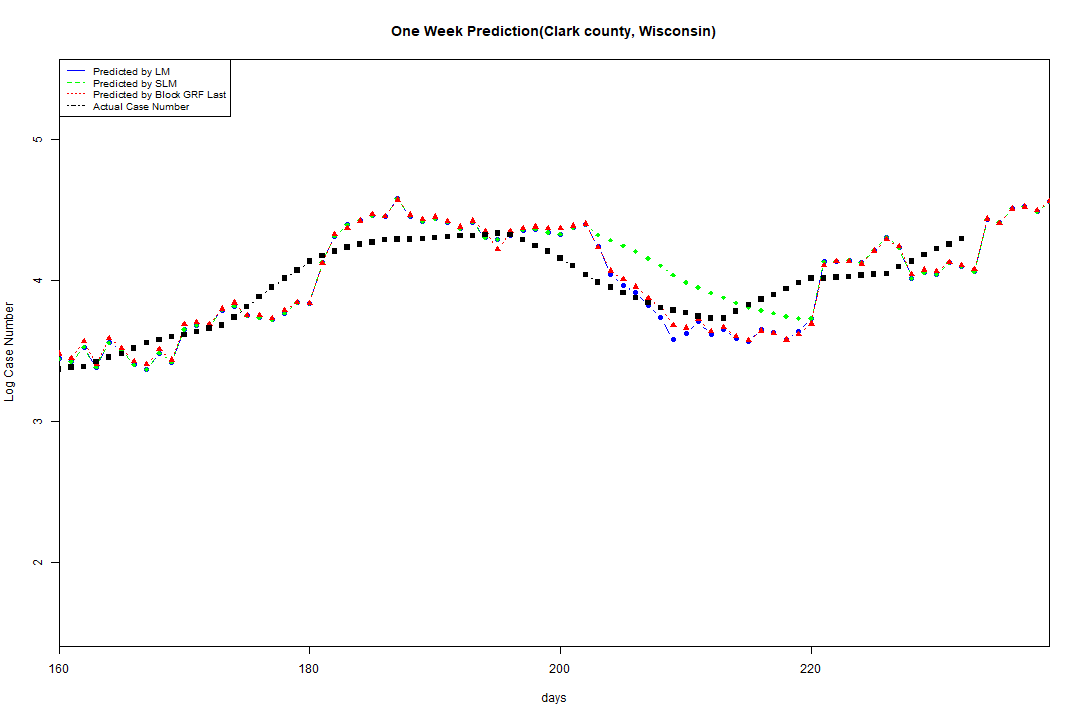 One Week Prediction(Clark county, Wisconsin)
Predicted by LM
Predicted by SLM
Predicted by Block GRF Last
Actual Case Number
5
4
3
2
Log Case Number
160
180
200
220
days